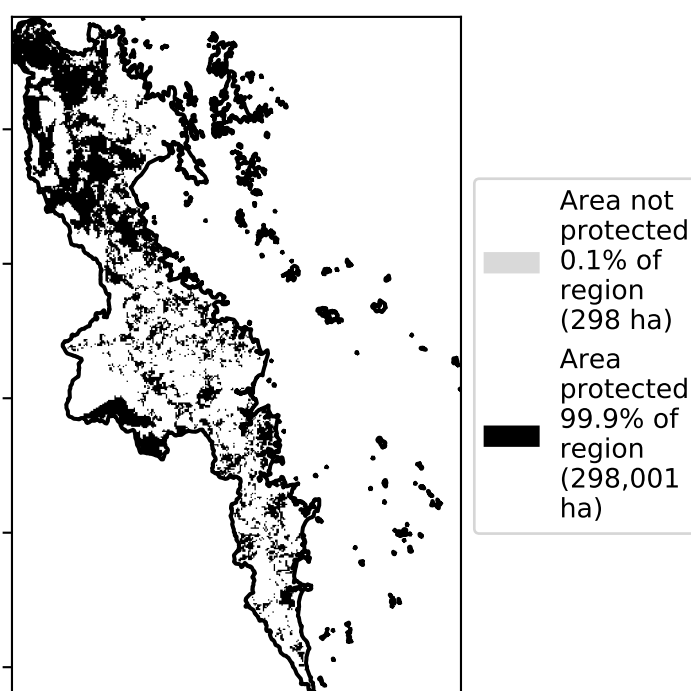 Area not
protected
0.1% of
region
(298 ha)
Area
protected
99.9% of
region
(298,001
ha)